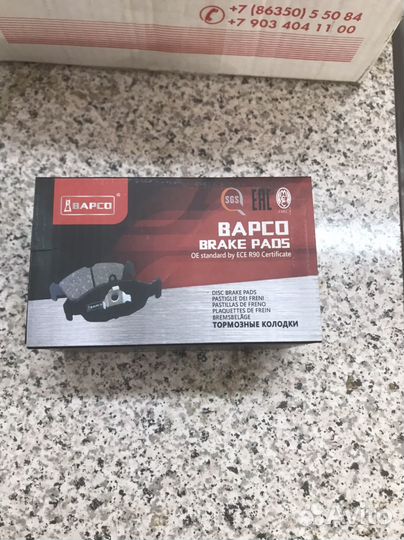 +7 (86350) 5 50 84
+7 903 404 11 00
BAPCO
SGS
EAC
BAPCO
BRAKE PADS
OE standard by ECE R90 Certificate
DISC BRAKE PADS
PASTIGLIE DEI FRENI
PASTILLAS DE FRENO
PLAQUETTES DE FREIN
BREMSBELÄGE
ТОРМОЗНЫЕ КОЛОДКИ
Avito